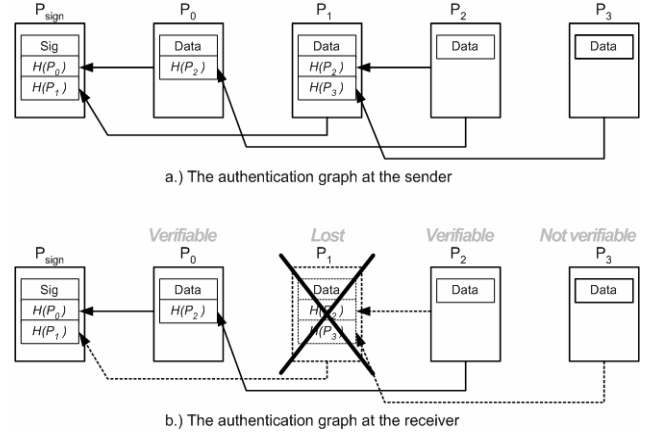 P_sign P_0 P_1 P_2 P_3
Sig Data Data Data Data
H(P_0) H(P_2) H(P_2)
H(P_1) H(P_3)
a.) The authentication graph at the sender
Verifiable Lost Verifiable Not verifiable
P_sign P_0 P_1 P_2 P_3
Sig Data Data Data Data
H(P_0) H(P_2) H(P_2)
H(P_1) H(P_3)
b.) The authentication graph at the receiver